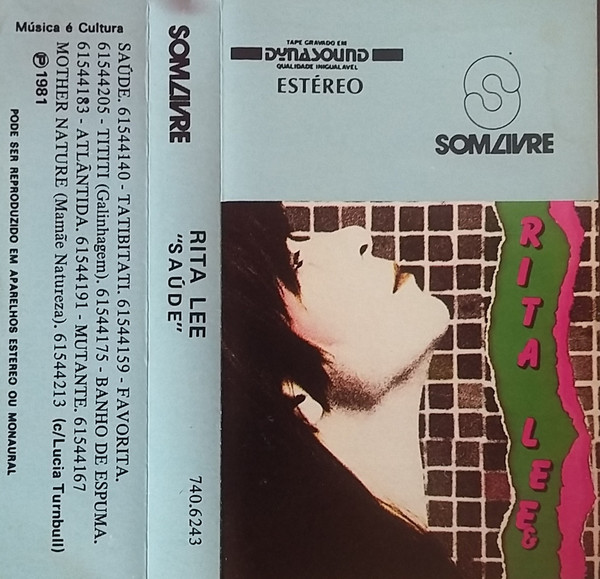 Música é Cultura
SAÚDE. 61544140 - TATIBITATI. 61544159 - FAVORITA.
61544205 - TITITI (Galinhagem). 61544175 - BANHO DE ESPUMA.
61544183 - ATLÂNTIDA. 61544191 - MUTANTE. 61544167
MOTHER NATURE (Mamãe Natureza). 61544213 (c/Lucia Turnbull)
℗ 1981
PODE SER REPRODUZIDO EM APARELHOS ESTEREO OU MONAURAL
SOMLIVRE
RITA LEE
"SAÚDE"
740.6243
TAPE GRAVADO EM
DYNASOUND
QUALIDADE INIGUALAVEL
ESTÉREO
SOMLIVRE
RITA LEE